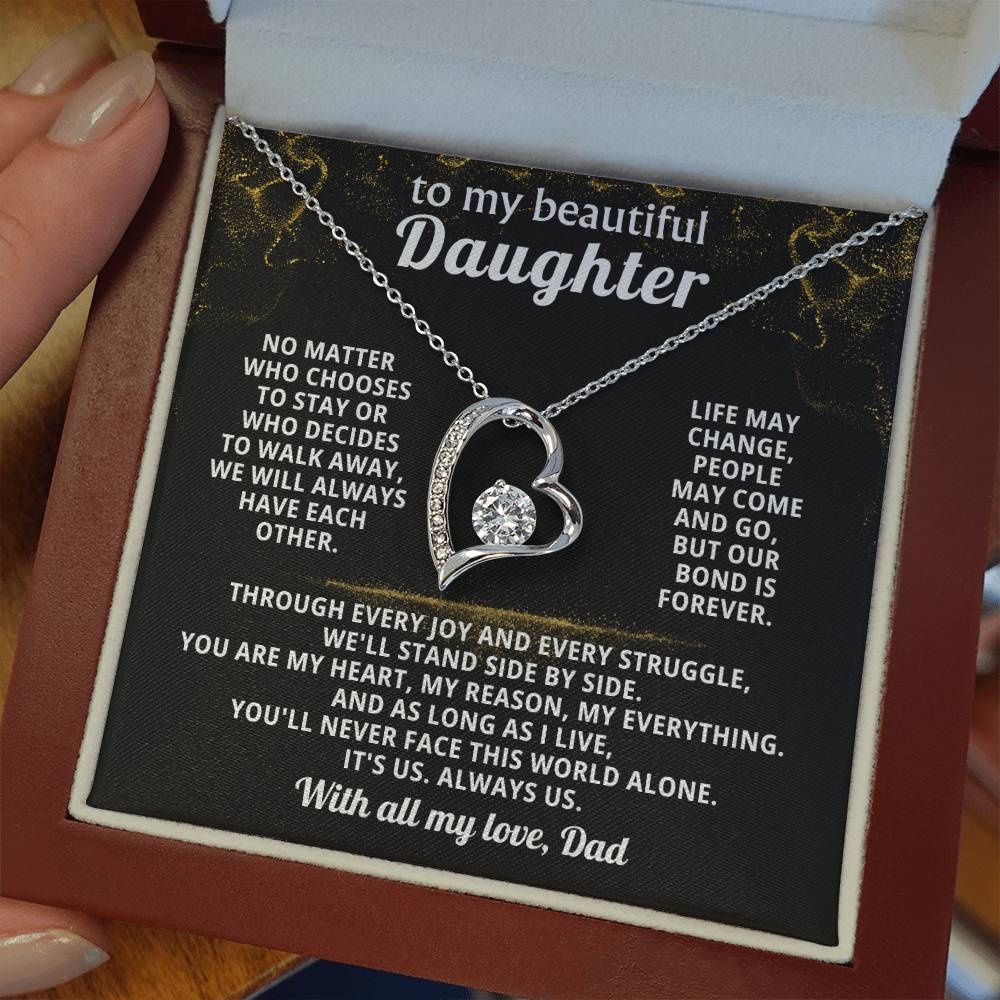 to my beautiful
Daughter
NO MATTER
WHO CHOOSES
TO STAY OR
WHO DECIDES
TO WALK AWAY,
WE WILL ALWAYS
HAVE EACH
OTHER.
LIFE MAY
CHANGE,
PEOPLE
MAY COME
AND GO,
BUT OUR
BOND IS
FOREVER.
THROUGH EVERY JOY AND EVERY STRUGGLE,
WE'LL STAND SIDE BY SIDE.
YOU ARE MY HEART, MY REASON, MY EVERYTHING.
AND AS LONG AS I LIVE,
YOU'LL NEVER FACE THIS WORLD ALONE.
IT'S US. ALWAYS US.
With all my love, Dad